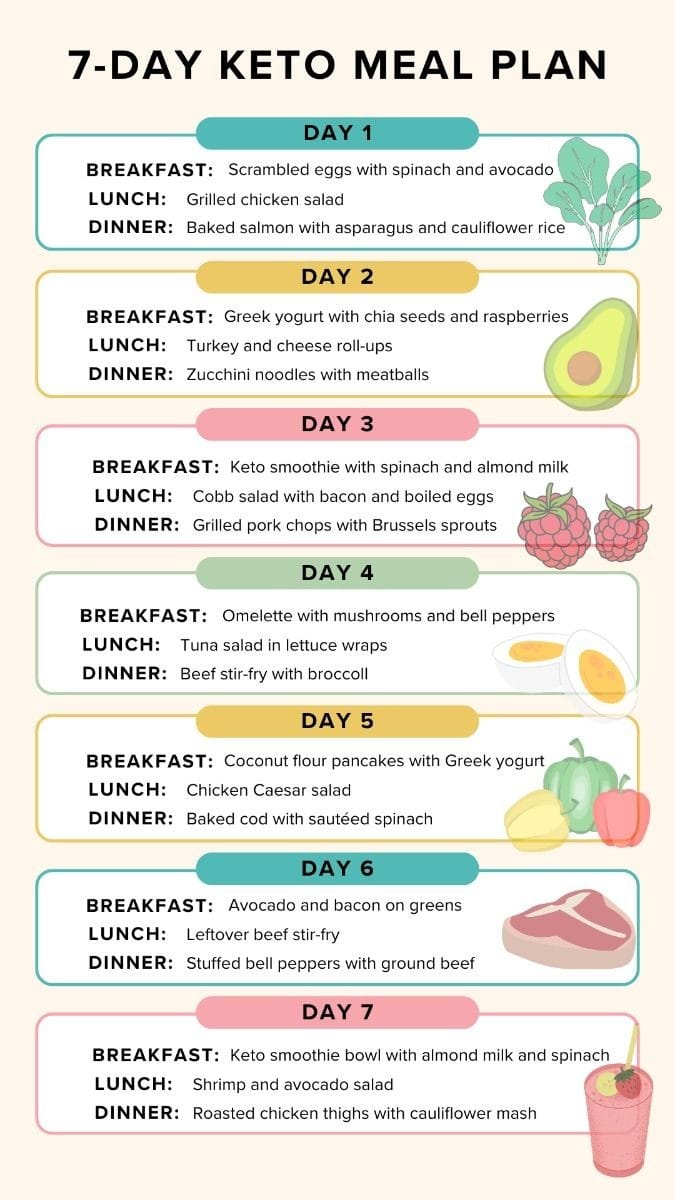 7-DAY KETO MEAL PLAN
DAY 1
BREAKFAST: Scrambled eggs with spinach and avocado
LUNCH: Grilled chicken salad
DINNER: Baked salmon with asparagus and cauliflower rice
DAY 2
BREAKFAST: Greek yogurt with chia seeds and raspberries
LUNCH: Turkey and cheese roll-ups
DINNER: Zucchini noodles with meatballs
DAY 3
BREAKFAST: Keto smoothie with spinach and almond milk
LUNCH: Cobb salad with bacon and boiled eggs
DINNER: Grilled pork chops with Brussels sprouts
DAY 4
BREAKFAST: Omelette with mushrooms and bell peppers
LUNCH: Tuna salad in lettuce wraps
DINNER: Beef stir-fry with broccoll
DAY 5
BREAKFAST: Coconut flour pancakes with Greek yogurt
LUNCH: Chicken Caesar salad
DINNER: Baked cod with sautéed spinach
DAY 6
BREAKFAST: Avocado and bacon on greens
LUNCH: Leftover beef stir-fry
DINNER: Stuffed bell peppers with ground beef
DAY 7
BREAKFAST: Keto smoothie bowl with almond milk and spinach
LUNCH: Shrimp and avocado salad
DINNER: Roasted chicken thighs with cauliflower mash